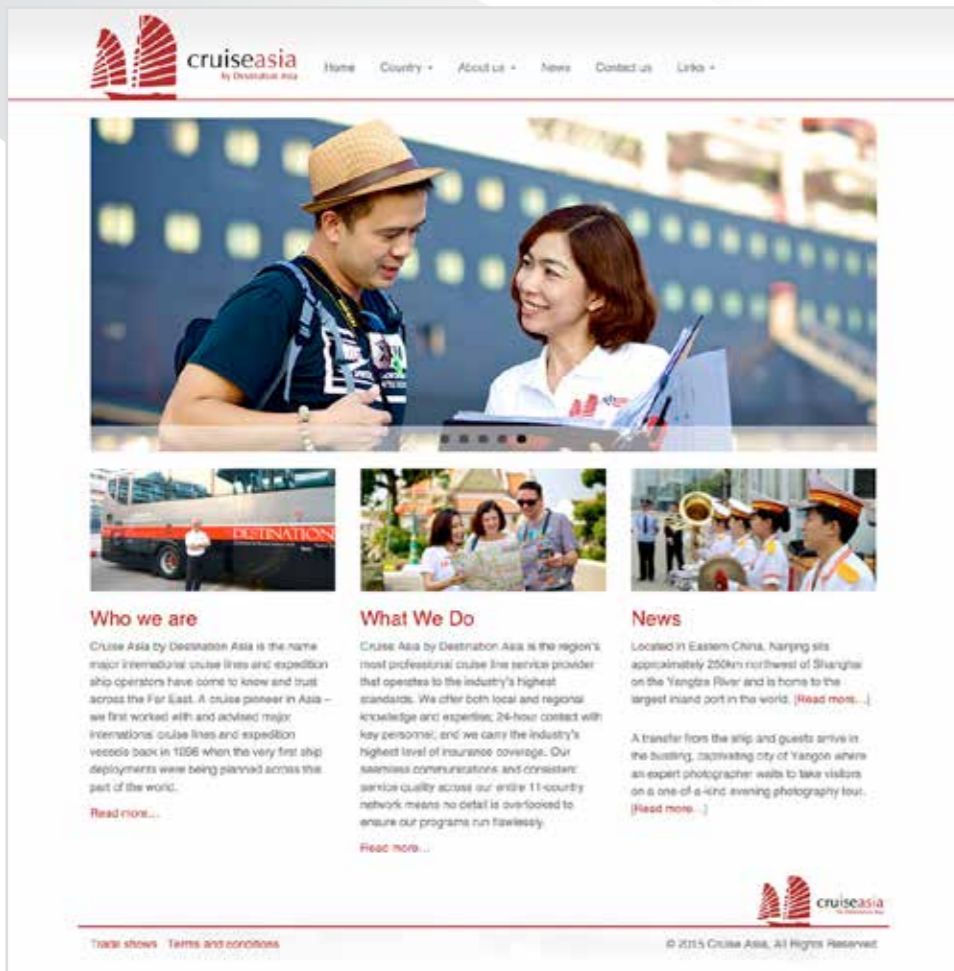 cruiseasia
by Destination Asia
Home Country About us News Contact us Links
DESTINATION
Who we are
Cruise Asia by Destination Asia is the name
major international cruise lines and expedition
ship operators have come to know and trust
across the Far East. A cruise pioneer in Asia –
we first worked with and advised major
international cruise lines and expedition
vessels back in 1996 when the very first ship
deployments were being planned across this
part of the world.
Read more...
What We Do
Cruise Asia by Destination Asia is the region's
most professional cruise line service provider
that operates to the industry's highest
standards. We offer both local and regional
knowledge and expertise; 24-hour contact with
key personnel; and we carry the industry's
highest level of insurance coverage. Our
seamless communications and consistent
service quality across our entire 11-country
network means no detail is overlooked to
ensure our programs run flawlessly.
Read more...
News
Located in Eastern China, Nanjing sits
approximately 250km northwest of Shanghai
on the Yangtze River and is home to the
largest inland port in the world. [Read more...]
A transfer from the ship and guests arrive in
the bustling, captivating city of Yangon where
an expert photographer waits to take visitors
on a one-of-a-kind evening photography tour.
[Read more...]
cruiseasia
by Destination Asia
Trade shows Terms and conditions
© 2015 Cruise Asia, All Rights Reserved